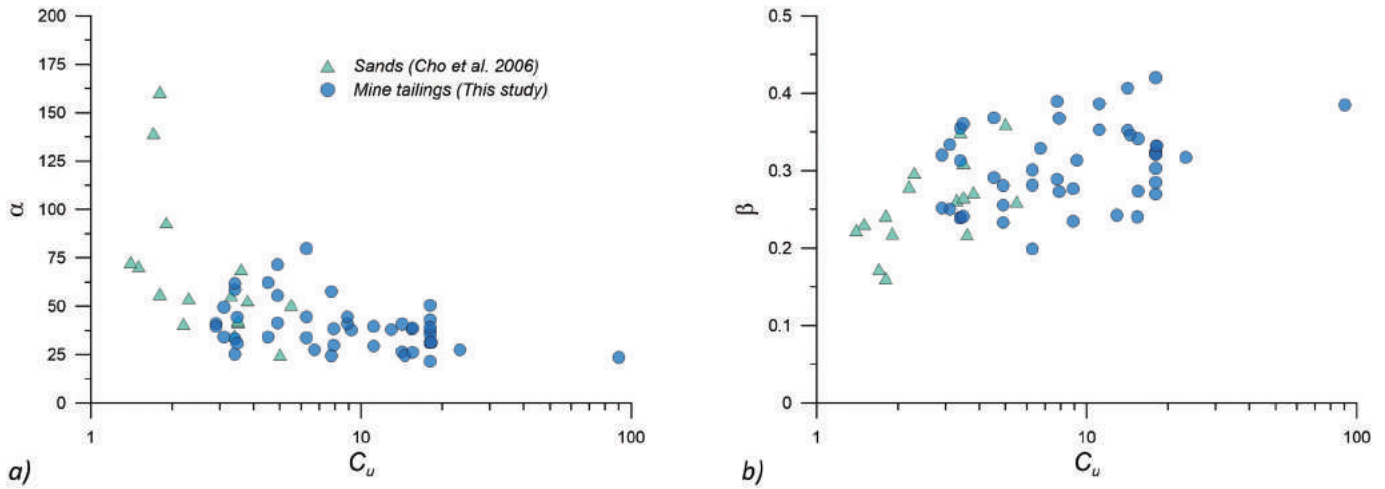 200
175
150
125
100
75
50
25
0
α
Sands (Cho et al. 2006)
Mine tailings (This study)
1 10 100
Cu
a)
0.5
0.4
0.3
0.2
0.1
0
β
1 10 100
Cu
b)